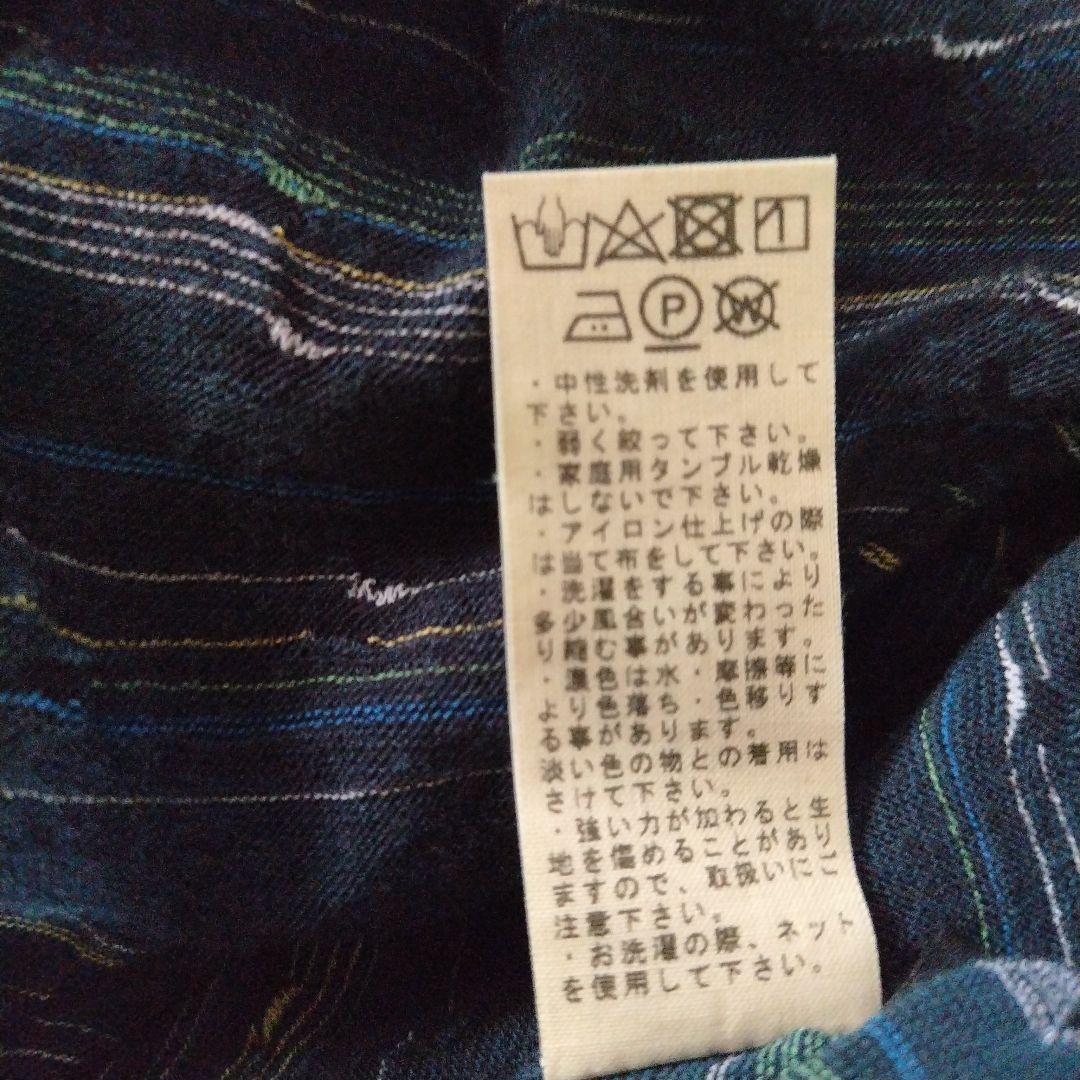 P W
・中性洗剤を使用して
下さい。
・弱く絞って下さい。
・家庭用タンブル乾燥
はしないで下さい。
・アイロン仕上げの際
は当て布をして下さい。
・洗濯をする事により
多少風合いが変わった
り縮む事があります。
・濃色は水・摩擦等に
より色落ち・色移りす
る事があります。
淡い色の物との着用は
さけて下さい。
・強い力が加わると生
地を傷めることがあり
ますので、取扱いにご
注意下さい。
・お洗濯の際、ネット
を使用して下さい。